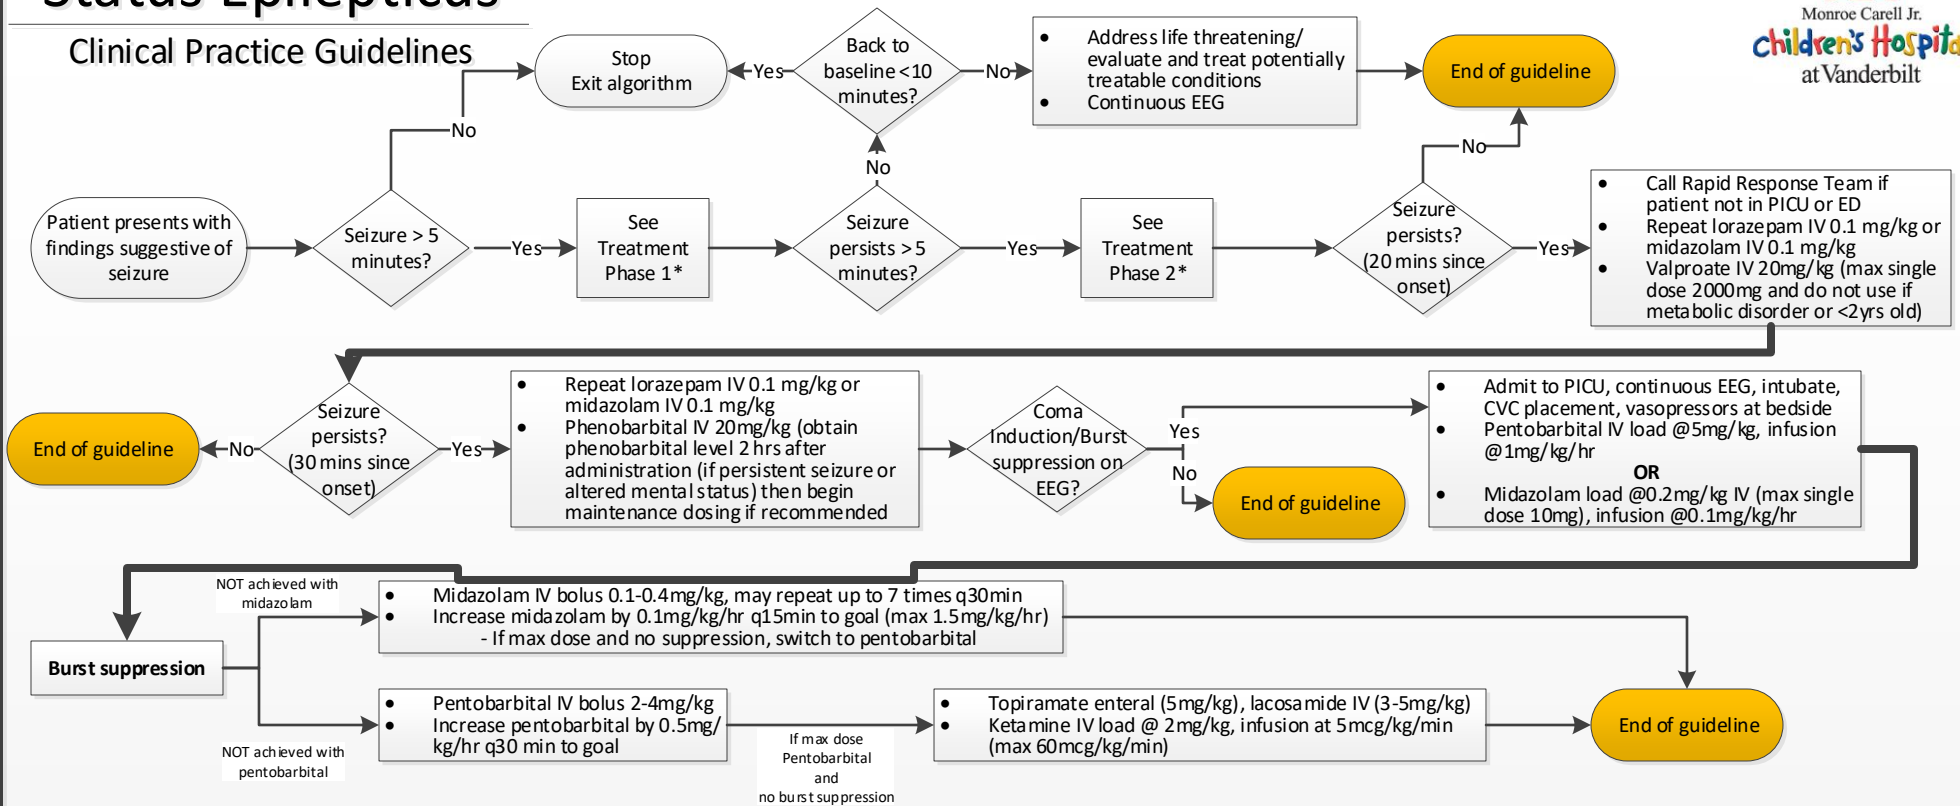 Status Epilepticus
Clinical Practice Guidelines
Monroe Carell Jr.
at Vanderbilt
Stop
Exit algorithm
Yes
Back to
baseline <10
minutes?
No
• Address life threatening/
evaluate and treat potentially
treatable conditions
• Continuous EEG
End of guideline
No
No
No
Patient presents with
findings suggestive of
seizure
Seizure > 5
minutes?
Yes
See
Treatment
Phase 1*
Seizure
persists > 5
minutes?
Yes
See
Treatment
Phase 2*
Seizure
persists?
(20 mins since
onset)
Yes
• Call Rapid Response Team if
patient not in PICU or ED
• Repeat lorazepam IV 0.1 mg/kg or
midazolam IV 0.1 mg/kg
• Valproate IV 20mg/kg (max single
dose 2000mg and do not use if
metabolic disorder or <2yrs old)
End of guideline
No
Seizure
persists?
(30 mins since
onset)
Yes
• Repeat lorazepam IV 0.1 mg/kg or
midazolam IV 0.1 mg/kg
• Phenobarbital IV 20mg/kg (obtain
phenobarbital level 2 hrs after
administration (if persistent seizure or
altered mental status) then begin
maintenance dosing if recommended
Coma
Induction/Burst
suppression on
EEG?
Yes
No
End of guideline
• Admit to PICU, continuous EEG, intubate,
CVC placement, vasopressors at bedside
• Pentobarbital IV load @5mg/kg, infusion
@1mg/kg/hr
OR
• Midazolam load @0.2mg/kg IV (max single
dose 10mg), infusion @0.1mg/kg/hr
Burst suppression
NOT achieved with
midazolam
• Midazolam IV bolus 0.1-0.4mg/kg, may repeat up to 7 times q30min
• Increase midazolam by 0.1mg/kg/hr q15min to goal (max 1.5mg/kg/hr)
- If max dose and no suppression, switch to pentobarbital
NOT achieved with
pentobarbital
• Pentobarbital IV bolus 2-4mg/kg
• Increase pentobarbital by 0.5mg/
kg/hr q30 min to goal
If max dose
Pentobarbital
and
no burst suppression
• Topiramate enteral (5mg/kg), lacosamide IV (3-5mg/kg)
• Ketamine IV load @ 2mg/kg, infusion at 5mcg/kg/min
(max 60mcg/kg/min)
End of guideline